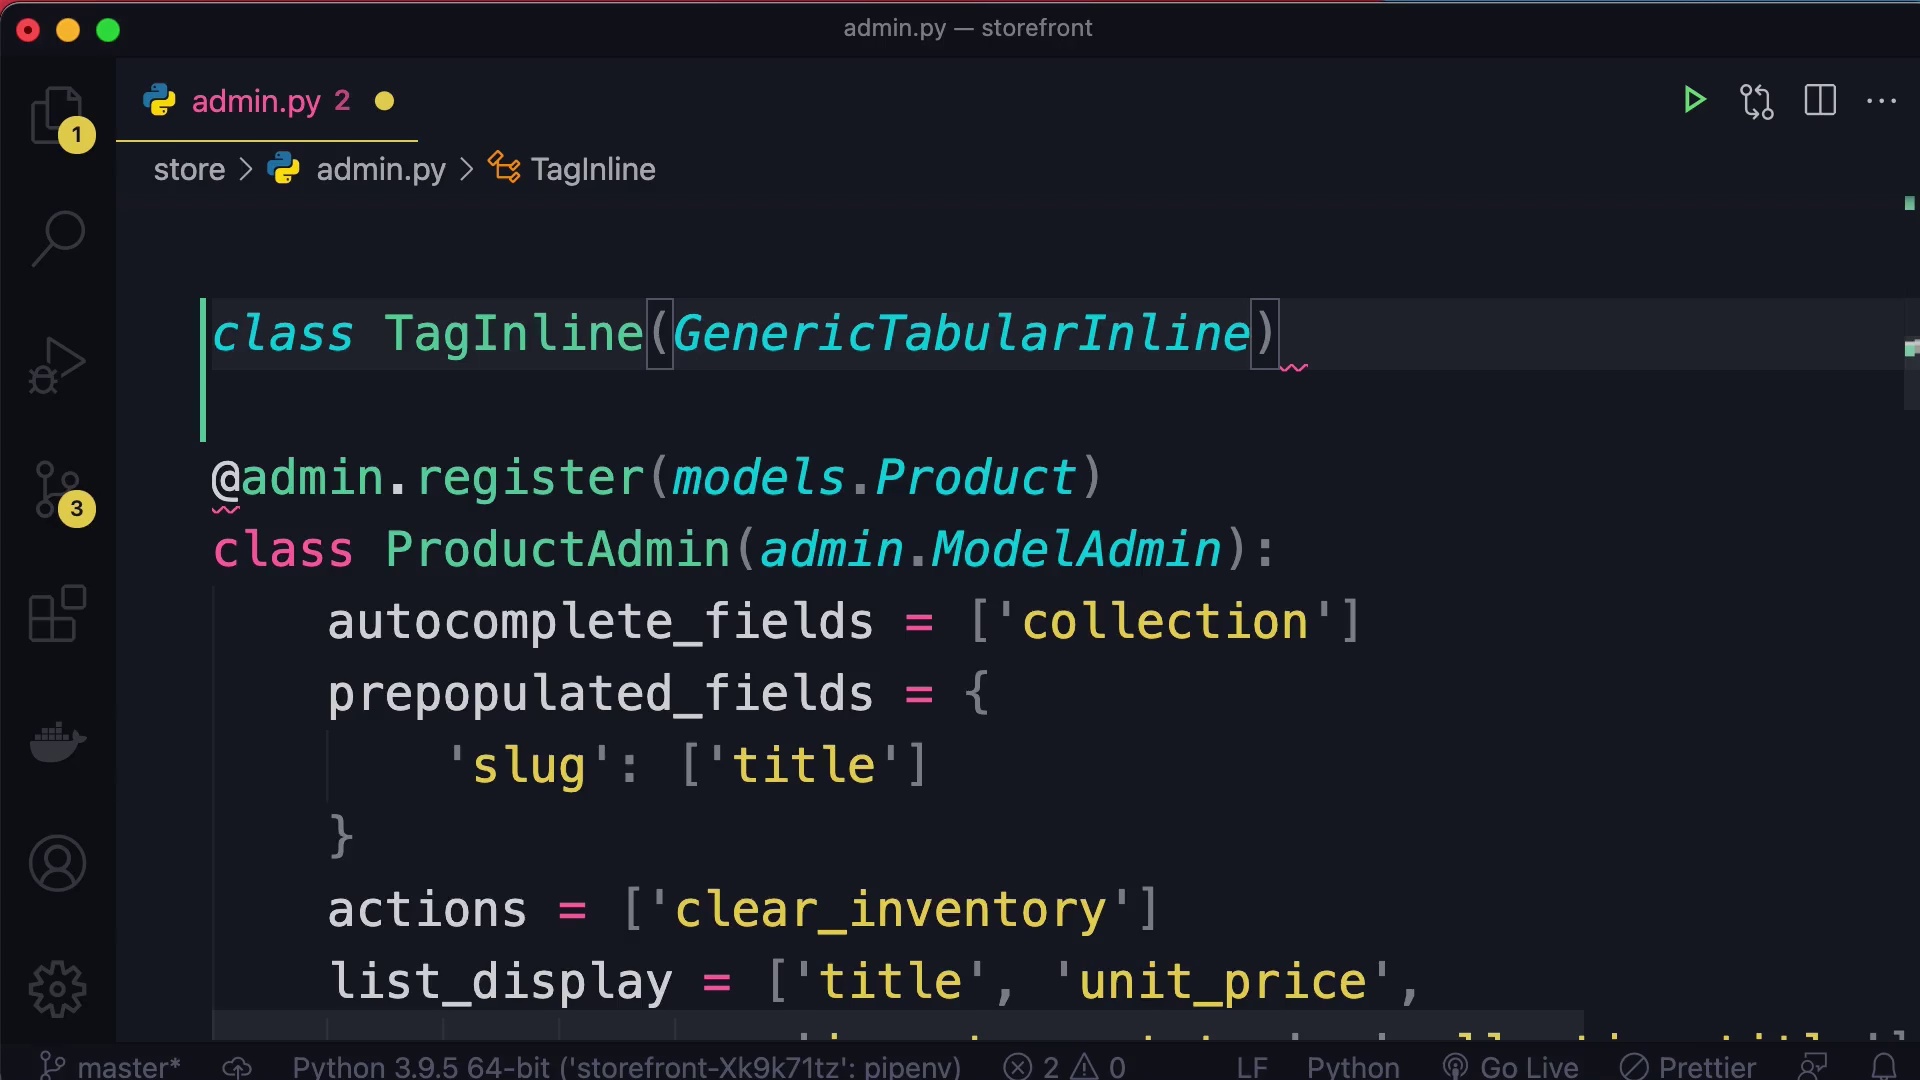 admin.py — storefront
admin.py 2
1
store > admin.py > TagInline
class TagInline(GenericTabularInline)
@admin.register(models.Product)
3
class ProductAdmin(admin.ModelAdmin):
autocomplete_fields = ['collection']
prepopulated_fields = {
'slug': ['title']
}
actions = ['clear_inventory']
list_display = ['title', 'unit_price',
master* Python 3.9.5 64-bit ('storefront-Xk9k71tz': pipenv) 2 0 LF Python Go Live Prettier